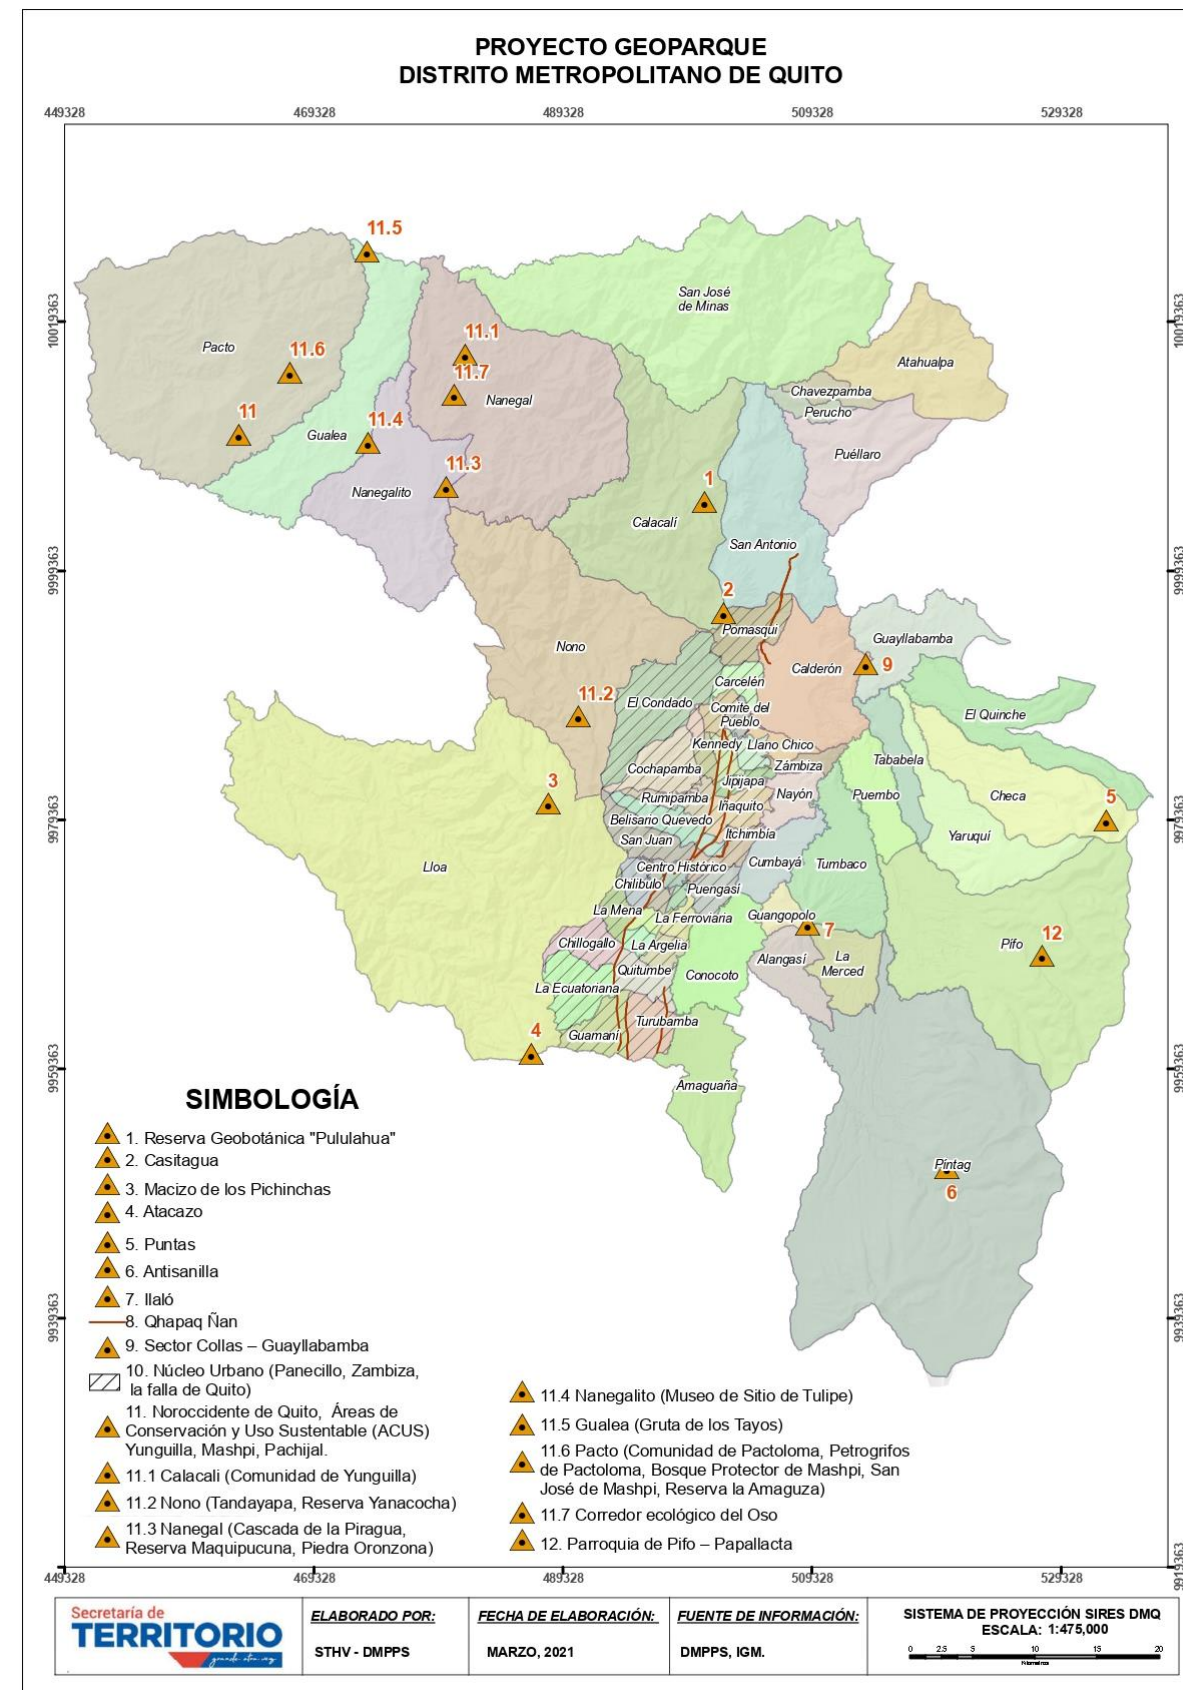 PROYECTO GEOPARQUE
DISTRITO METROPOLITANO DE QUITO
449328
469328
489328
509328
529328
10019363
9999363
9979363
9959363
9939363
10019363
9999363
9979363
9959363
9939363
9919363
11.5
San José
de Minas
Pacto
11.6
11.1
11.7
Nanegal
Atahualpa
Chavezpamba
Perucho
11
Gualea
11.4
Puéllaro
11.3
Nanegalito
1
Calacalí
San Antonio
2
Pomasqui
Guayllabamba
Nono
Calderón
9
Carcelén
11.2
El Condado
Comité del
Pueblo
El Quinche
Kennedy
Llano Chico
Tababela
Cochapamba
Zámbiza
Jipijapa
3
Rumipamba
Nayón
Puembo
Checa
5
Iñaquito
Belisario Quevedo
San Juan
Itchimbía
Yaruquí
Lloa
Centro Histórico
Cumbayá
Tumbaco
Chilibulo
Puengasí
La Mena
La Ferroviaria
Guangopolo
7
Chillogallo
La Argelia
Pifo
12
Alangasí
La
Merced
Quitumbe
Conocoto
La Ecuatoriana
4
Guamaní
Turubamba
Amaguaña
Píntag
6
SIMBOLOGÍA
1. Reserva Geobotánica "Pululahua"
2. Casitagua
3. Macizo de los Pichinchas
4. Atacazo
5. Puntas
6. Antisanilla
7. Ilaló
8. Qhapaq Ñan
9. Sector Collas – Guayllabamba
10. Núcleo Urbano (Panecillo, Zambiza,
la falla de Quito)
11. Noroccidente de Quito, Áreas de
Conservación y Uso Sustentable (ACUS)
Yunguilla, Mashpi, Pachijal.
11.1 Calacali (Comunidad de Yunguilla)
11.2 Nono (Tandayapa, Reserva Yanacocha)
11.3 Nanegal (Cascada de la Piragua,
Reserva Maquipucuna, Piedra Oronzona)
11.4 Nanegalito (Museo de Sitio de Tulipe)
11.5 Gualea (Gruta de los Tayos)
11.6 Pacto (Comunidad de Pactoloma, Petrogrifos
de Pactoloma, Bosque Protector de Mashpi, San
José de Mashpi, Reserva la Amaguza)
11.7 Corredor ecológico del Oso
12. Parroquia de Pifo – Papallacta
449328
469328
489328
509328
529328
Secretaría de
TERRITORIO
grande otra vez
ELABORADO POR:
STHV - DMPPS
FECHA DE ELABORACIÓN:
MARZO, 2021
FUENTE DE INFORMACIÓN:
DMPPS, IGM.
SISTEMA DE PROYECCIÓN SIRES DMQ
ESCALA: 1:475,000
0 2.5 5 10 15 20
Kilometros